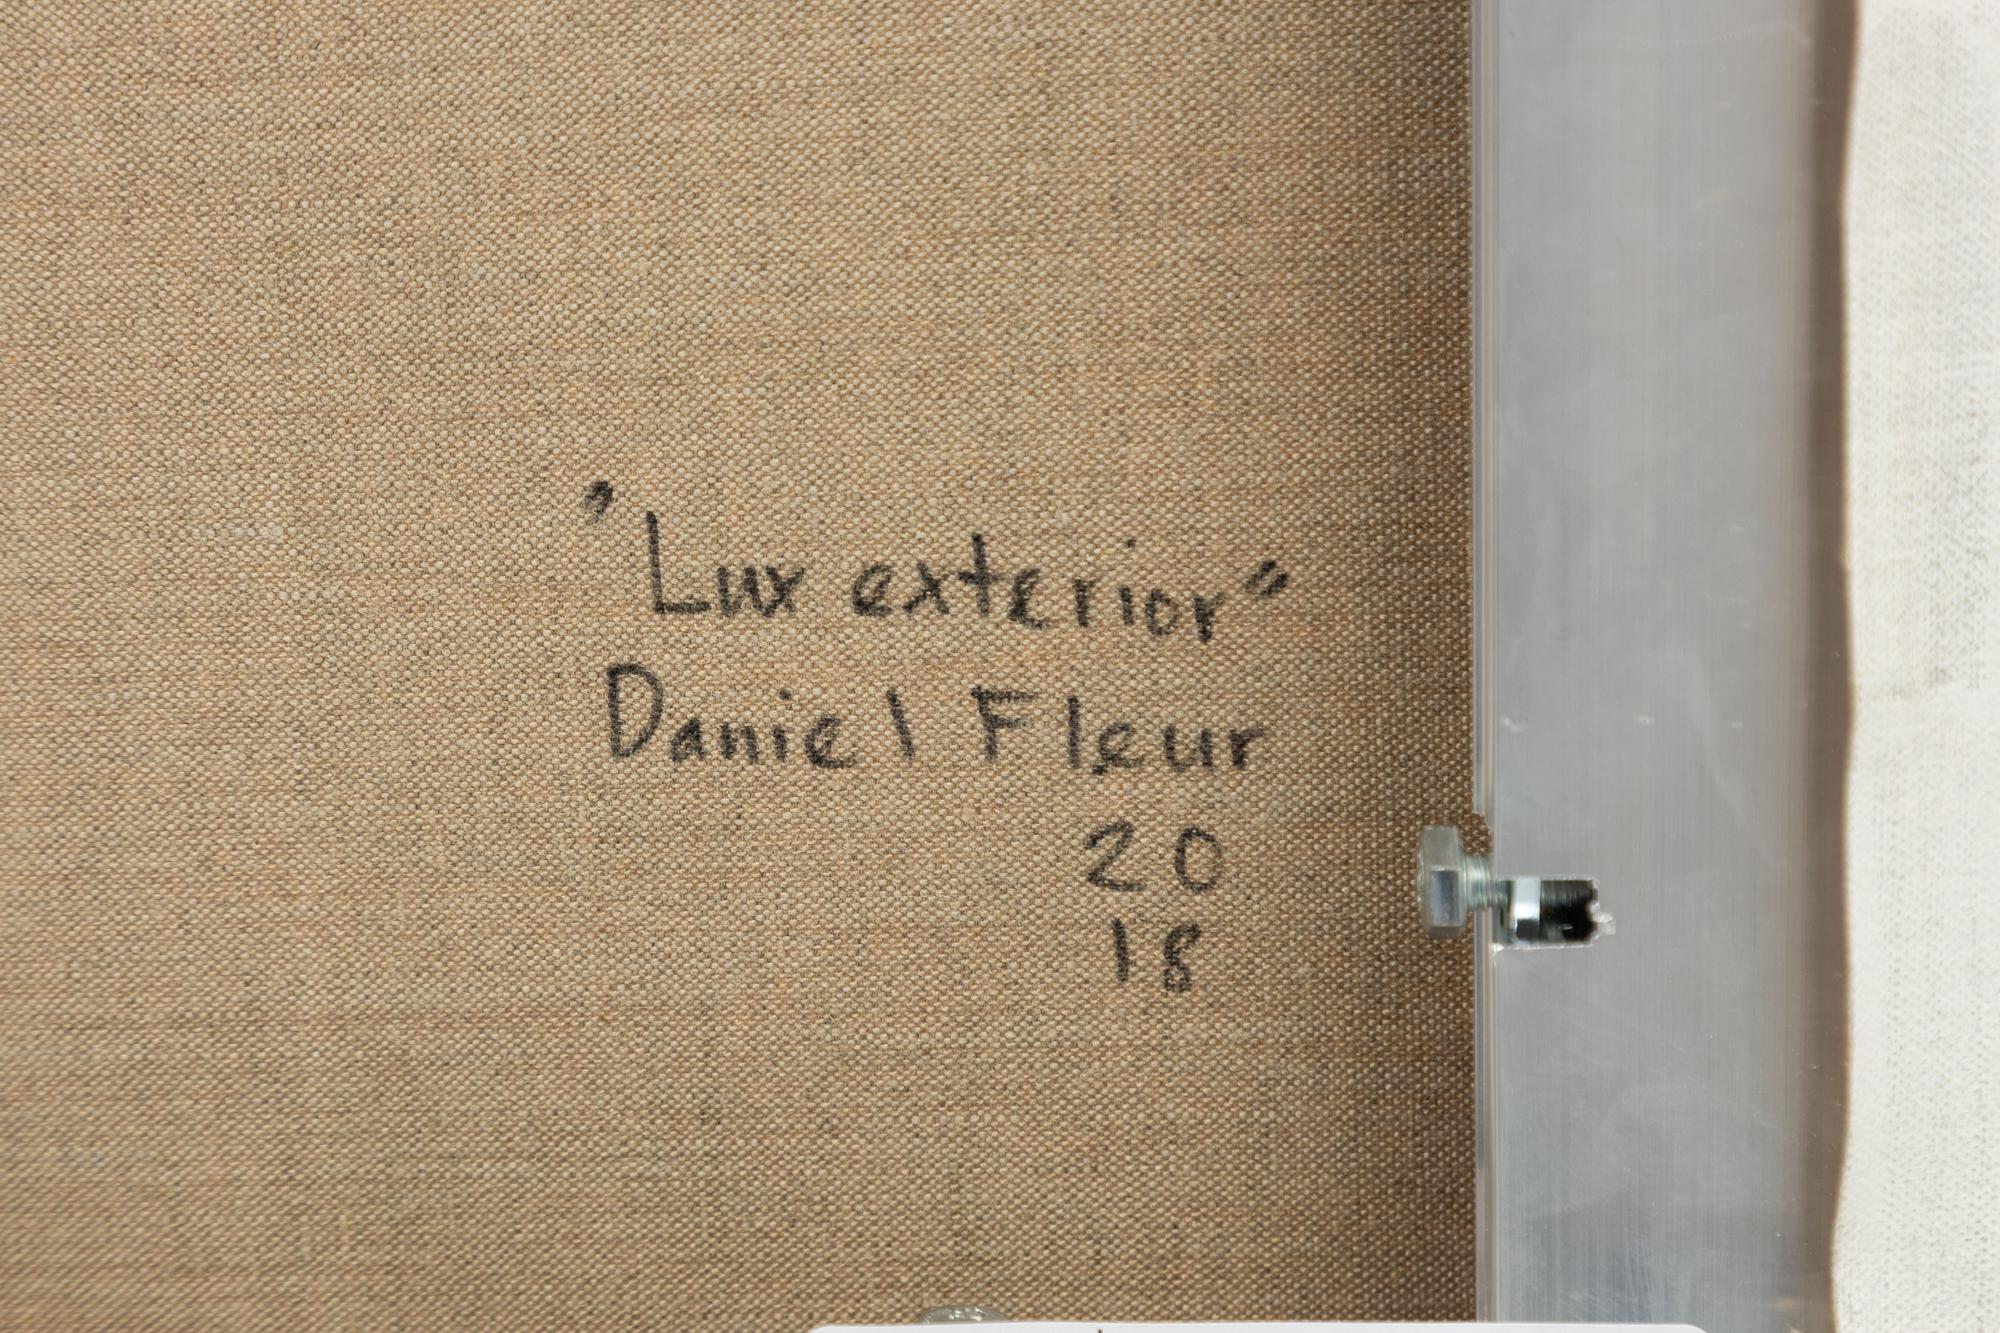 "Lux exterior"
Daniel Fleur
20
18